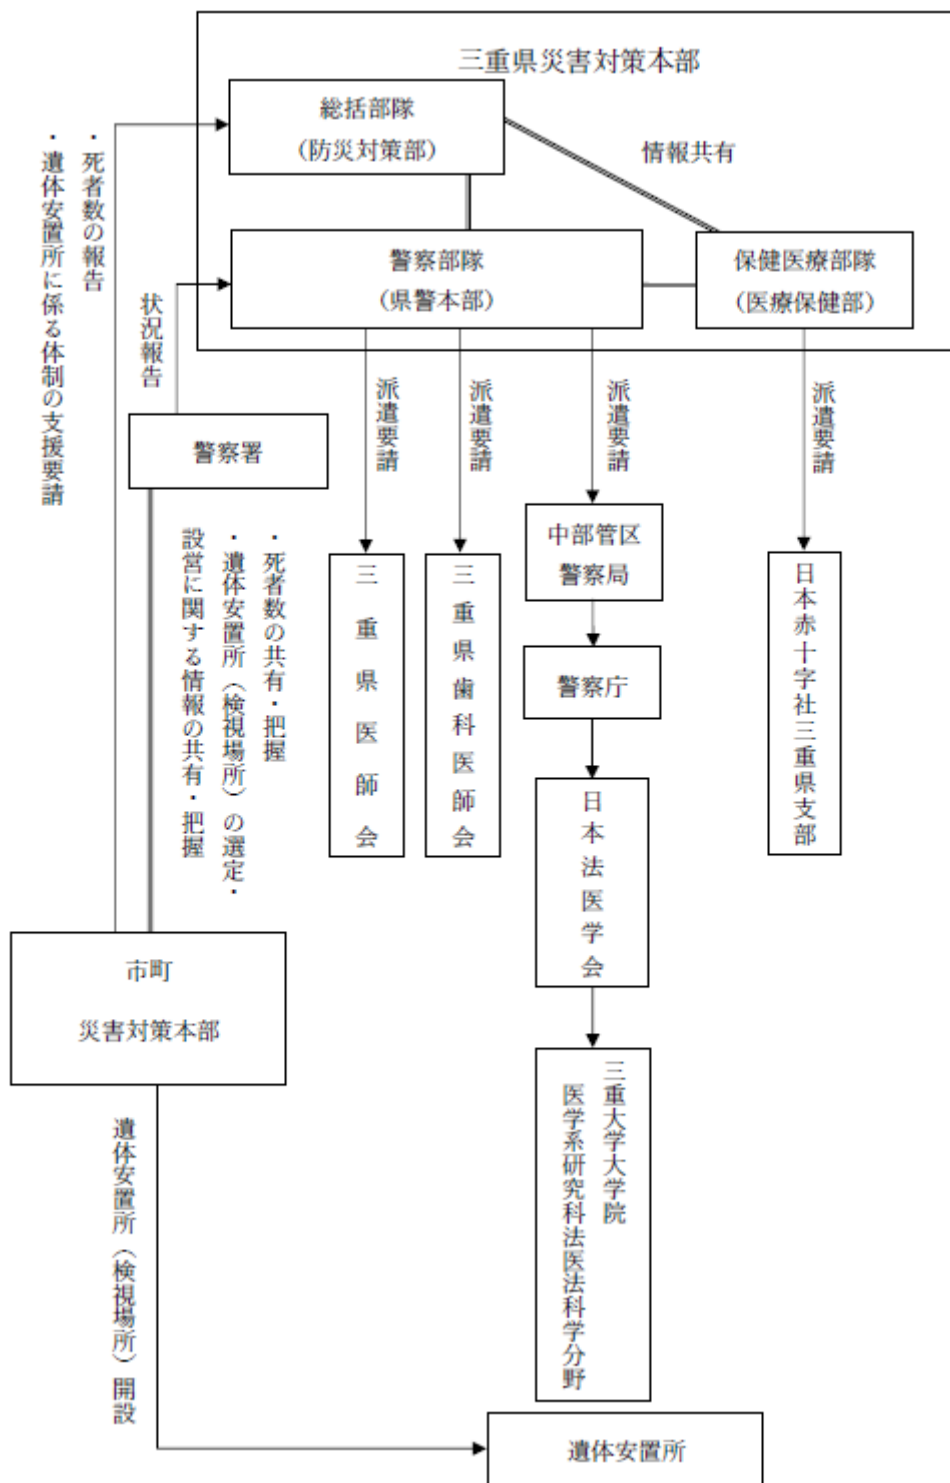 三重県災害対策本部
総括部隊
（防災対策部）
情報共有
警察部隊
（県警本部）
保健医療部隊
（医療保健部）
・死者数の報告
・遺体安置所に係る体制の支援要請
状況報告
警察署
派遣要請
派遣要請
派遣要請
派遣要請
・死者数の共有・把握
・遺体安置所（検視場所）の選定・
設営に関する情報の共有・把握
三重県医師会
三重県歯科医師会
中部管区
警察局
警察庁
日本法医学会
三重大学大学院
医学系研究科法医法科学分野
日本赤十字社三重県支部
市町
災害対策本部
遺体安置所（検視場所）開設
遺体安置所